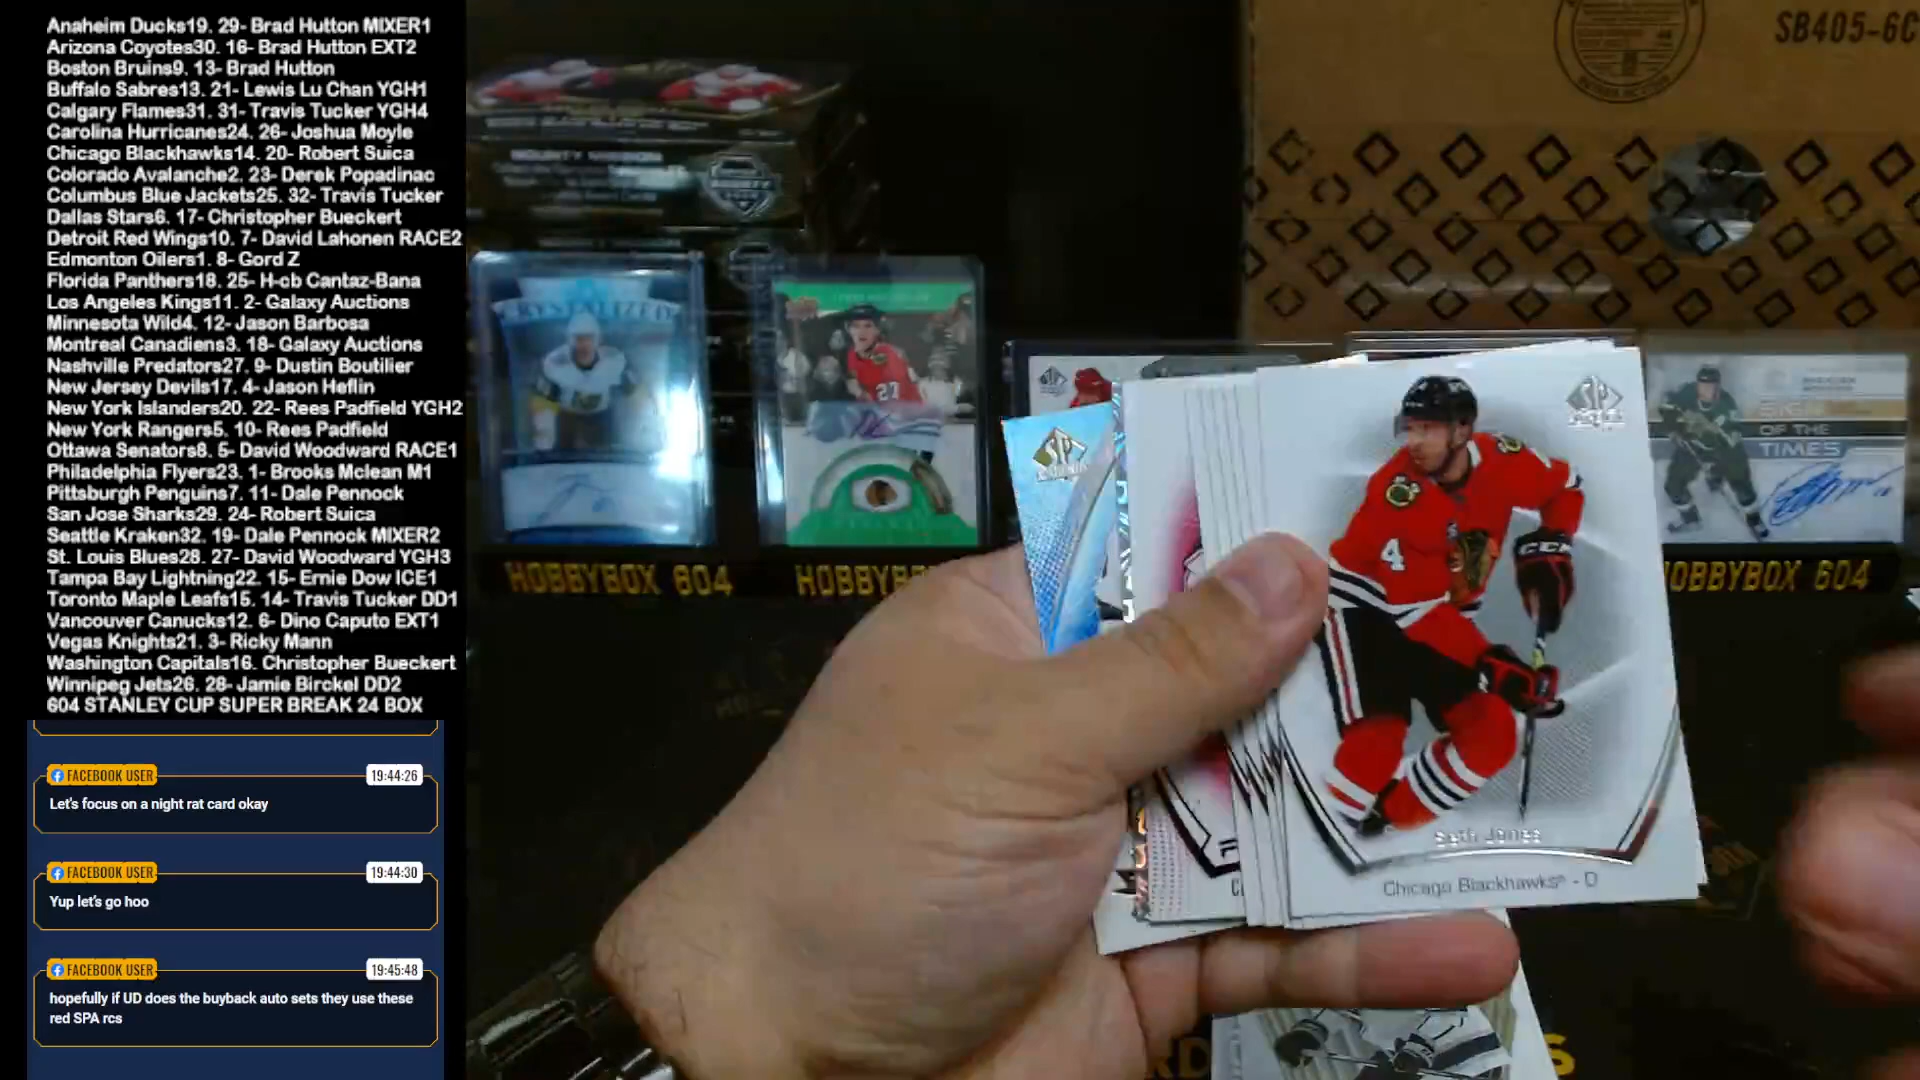 Anaheim Ducks19. 29- Brad Hutton MIXER1
Arizona Coyotes30. 16- Brad Hutton EXT2
Boston Bruins9. 13- Brad Hutton
Buffalo Sabres13. 21- Lewis Lu Chan YGH1
Calgary Flames31. 31- Travis Tucker YGH4
Carolina Hurricanes24. 26- Joshua Moyle
Chicago Blackhawks14. 20- Robert Suica
Colorado Avalanche2. 23- Derek Popadinac
Columbus Blue Jackets25. 32- Travis Tucker
Dallas Stars6. 17- Christopher Bueckert
Detroit Red Wings10. 7- David Lahonen RACE2
Edmonton Oilers1. 8- Gord Z
Florida Panthers18. 25- H-cb Cantaz-Bana
Los Angeles Kings11. 2- Galaxy Auctions
Minnesota Wild4. 12- Jason Barbosa
Montreal Canadiens3. 18- Galaxy Auctions
Nashville Predators27. 9- Dustin Boutilier
New Jersey Devils17. 4- Jason Heflin
New York Islanders20. 22- Rees Padfield YGH2
New York Rangers5. 10- Rees Padfield
Ottawa Senators8. 5- David Woodward RACE1
Philadelphia Flyers23. 1- Brooks Mclean M1
Pittsburgh Penguins7. 11- Dale Pennock
San Jose Sharks29. 24- Robert Suica
Seattle Kraken32. 19- Dale Pennock MIXER2
St. Louis Blues28. 27- David Woodward YGH3
Tampa Bay Lightning22. 15- Ernie Dow ICE1
Toronto Maple Leafs15. 14- Travis Tucker DD1
Vancouver Canucks12. 6- Dino Caputo EXT1
Vegas Knights21. 3- Ricky Mann
Washington Capitals16. Christopher Bueckert
Winnipeg Jets26. 28- Jamie Birckel DD2
604 STANLEY CUP SUPER BREAK 24 BOX
FACEBOOK USER 19:44:26
Let's focus on a night rat card okay
FACEBOOK USER 19:44:30
Yup let's go hoo
FACEBOOK USER 19:45:48
hopefully if UD does the buyback auto sets they use these
red SPA rcs
SB405-6C
CRYSTALIZED
27
HOBBYBOX 604
SIGN
OF THE
TIMES
OBBYBOX 604
SP
4
CCM
Seth Jones
Chicago Blackhawks - D